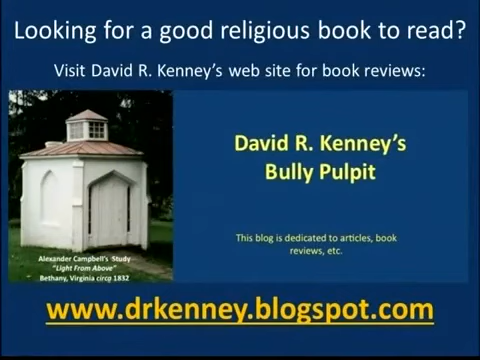 Looking for a good religious book to read?
Visit David R. Kenney's web site for book reviews:
David R. Kenney's
Bully Pulpit
This blog is dedicated to articles, book
reviews, etc.
Alexander Campbell's Study
"Light From Above"
Bethany, Virginia circa 1832
www.drkenney.blogspot.com